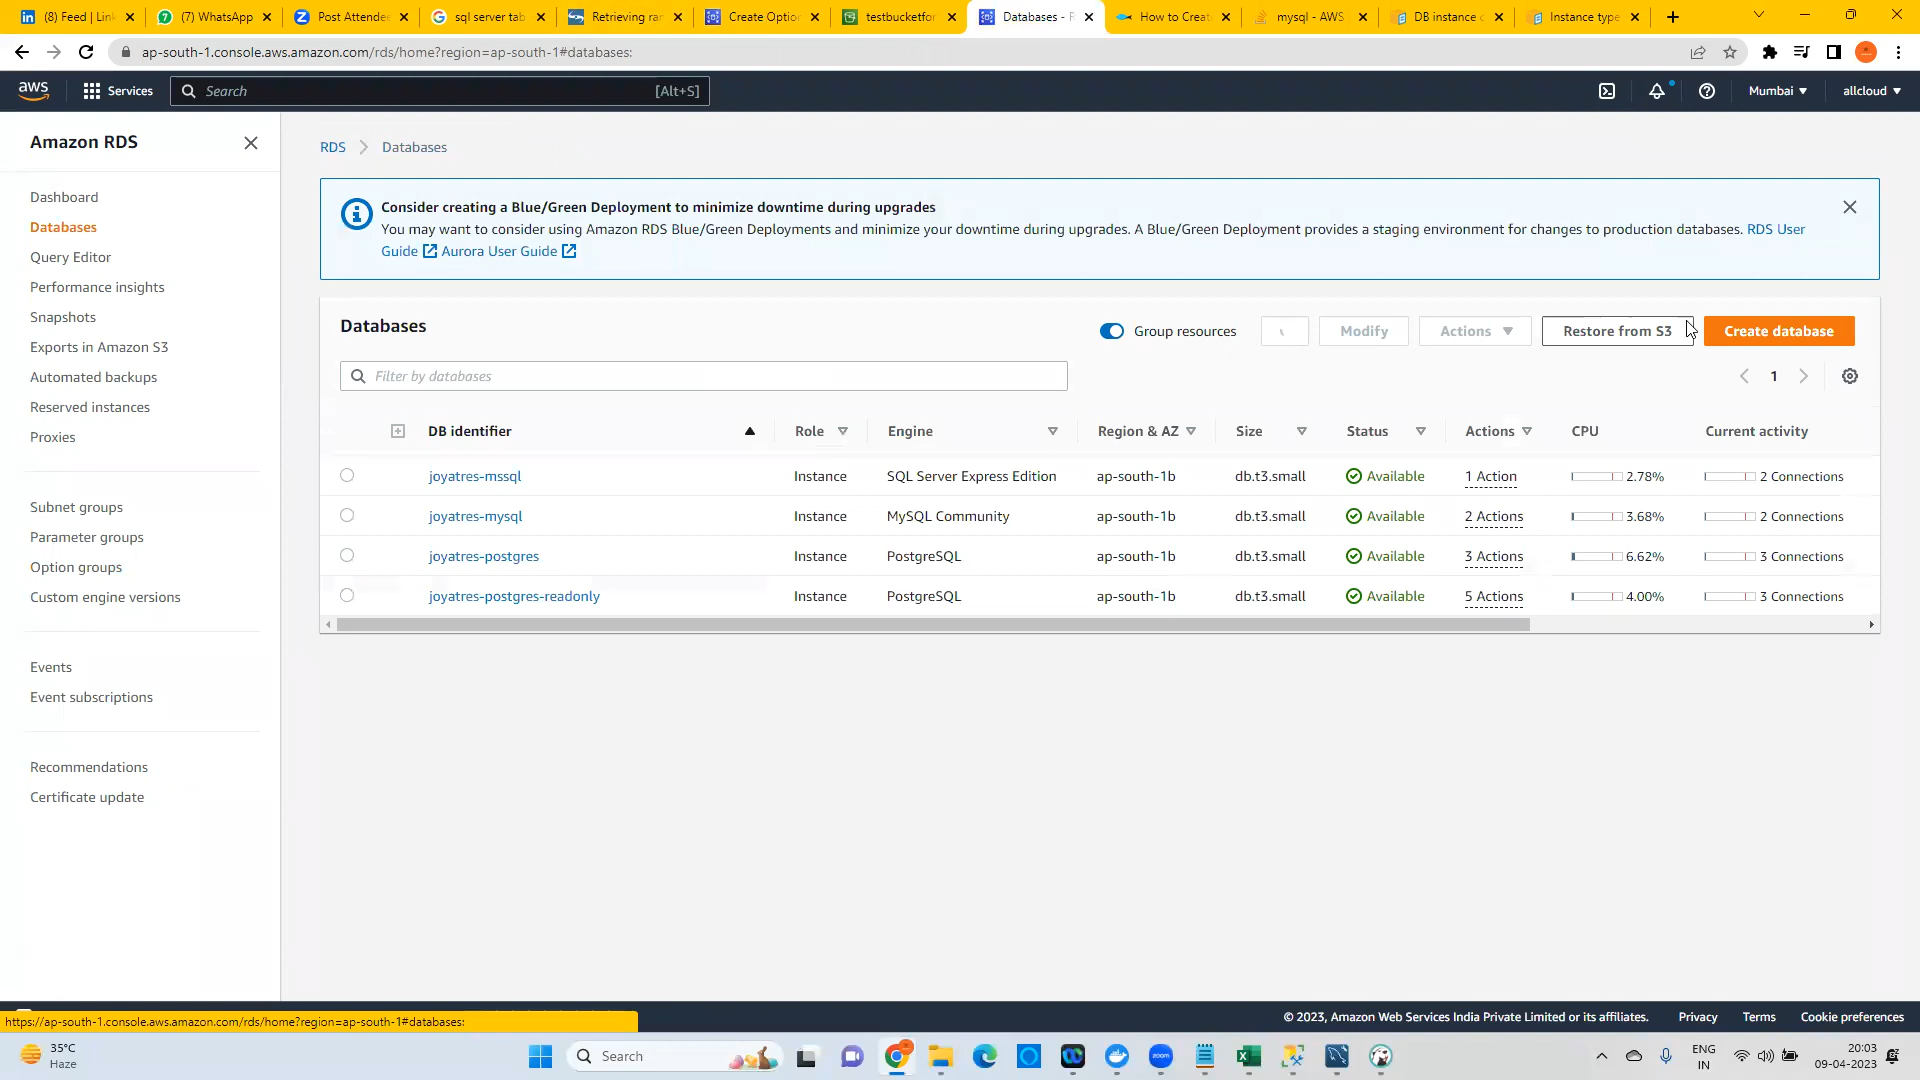 (8) Feed | Link
(7) WhatsApp
Post Attende
sql server tab
Retrieving ra
Create Optio
testbucketfor
Databases - R
How to Creat
mysql - AWS
DB instance c
Instance type
ap-south-1.console.aws.amazon.com/rds/home?region=ap-south-1#databases:
aws
Services
Search
[Alt+S]
Mumbai
allcloud
Amazon RDS
Dashboard
Databases
Query Editor
Performance insights
Snapshots
Exports in Amazon S3
Automated backups
Reserved instances
Proxies
Subnet groups
Parameter groups
Option groups
Custom engine versions
Events
Event subscriptions
Recommendations
Certificate update
RDS
Databases
Consider creating a Blue/Green Deployment to minimize downtime during upgrades
You may want to consider using Amazon RDS Blue/Green Deployments and minimize your downtime during upgrades. A Blue/Green Deployment provides a staging environment for changes to production databases. RDS User
Guide Aurora User Guide
Databases
Group resources
Modify
Actions
Restore from S3
Create database
Filter by databases
1
DB identifier Role Engine Region & AZ Size Status Actions CPU Current activity
joyatres-mssql Instance SQL Server Express Edition ap-south-1b db.t3.small Available 1 Action 2.78% 2 Connections
joyatres-mysql Instance MySQL Community ap-south-1b db.t3.small Available 2 Actions 3.68% 2 Connections
joyatres-postgres Instance PostgreSQL ap-south-1b db.t3.small Available 3 Actions 6.62% 3 Connections
joyatres-postgres-readonly Instance PostgreSQL ap-south-1b db.t3.small Available 5 Actions 4.00% 3 Connections
https://ap-south-1.console.aws.amazon.com/rds/home?region=ap-south-1#databases:
© 2023, Amazon Web Services India Private Limited or its affiliates.
Privacy
Terms
Cookie preferences
35°C
Haze
Search
zoom
ENG
IN
20:03
09-04-2023